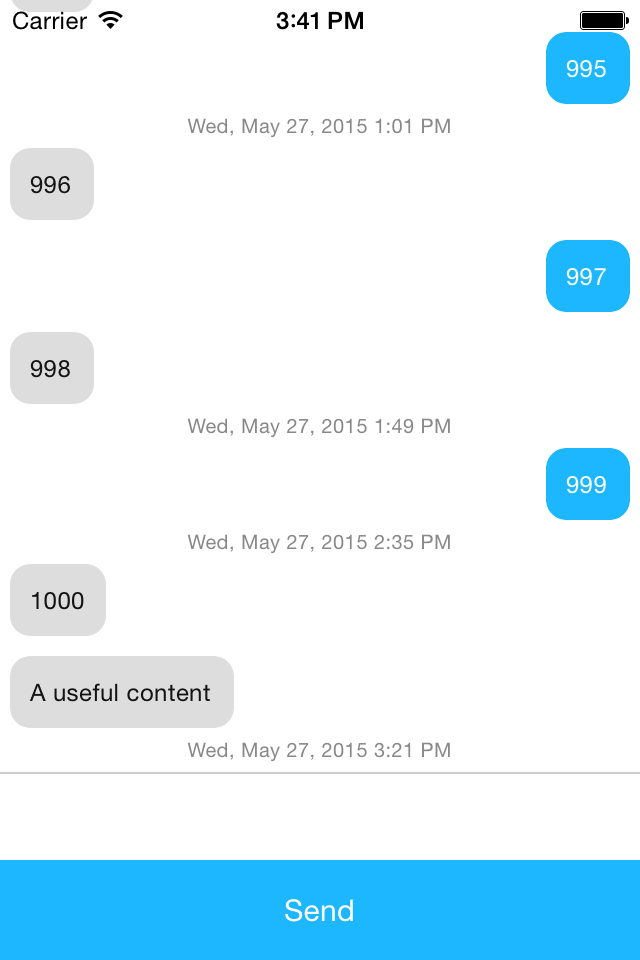 Carrier 3:41 PM
995
Wed, May 27, 2015 1:01 PM
996
997
998
Wed, May 27, 2015 1:49 PM
999
Wed, May 27, 2015 2:35 PM
1000
A useful content
Wed, May 27, 2015 3:21 PM
Send